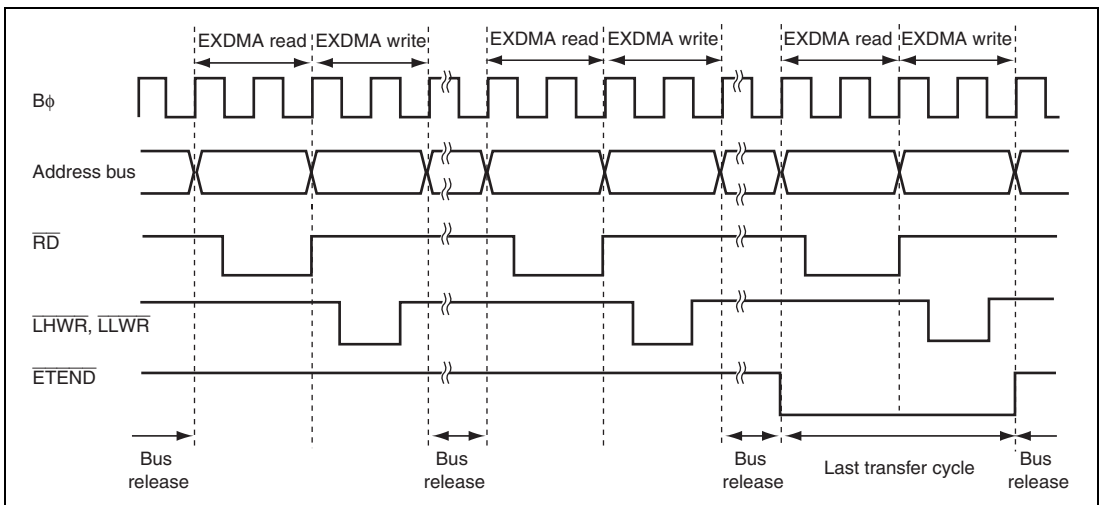 EXDMA read EXDMA write EXDMA read EXDMA write EXDMA read EXDMA write
Bϕ
Address bus
RD
LHWR, LLWR
ETEND
Bus release Bus release Bus release Last transfer cycle Bus release